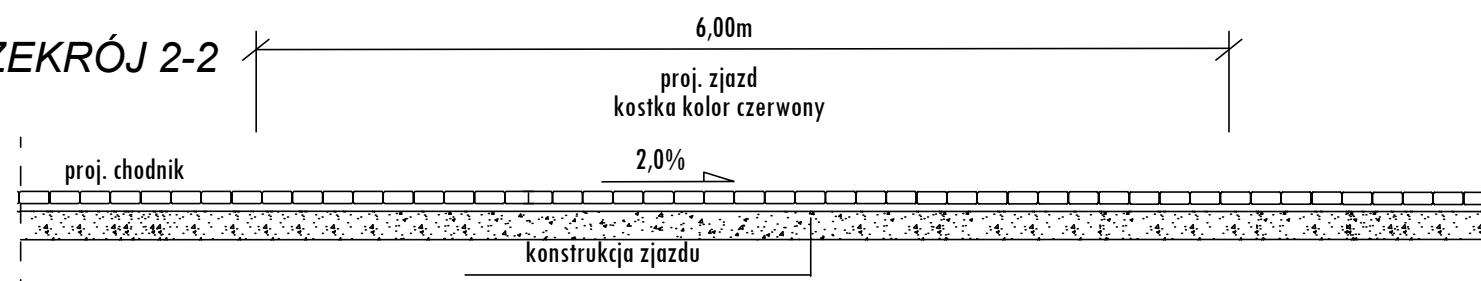 ZEKRÓJ 2-2
6,00m
proj. zjazd
kostka kolor czerwony
proj. chodnik
2,0%
konstrukcja zjazdu